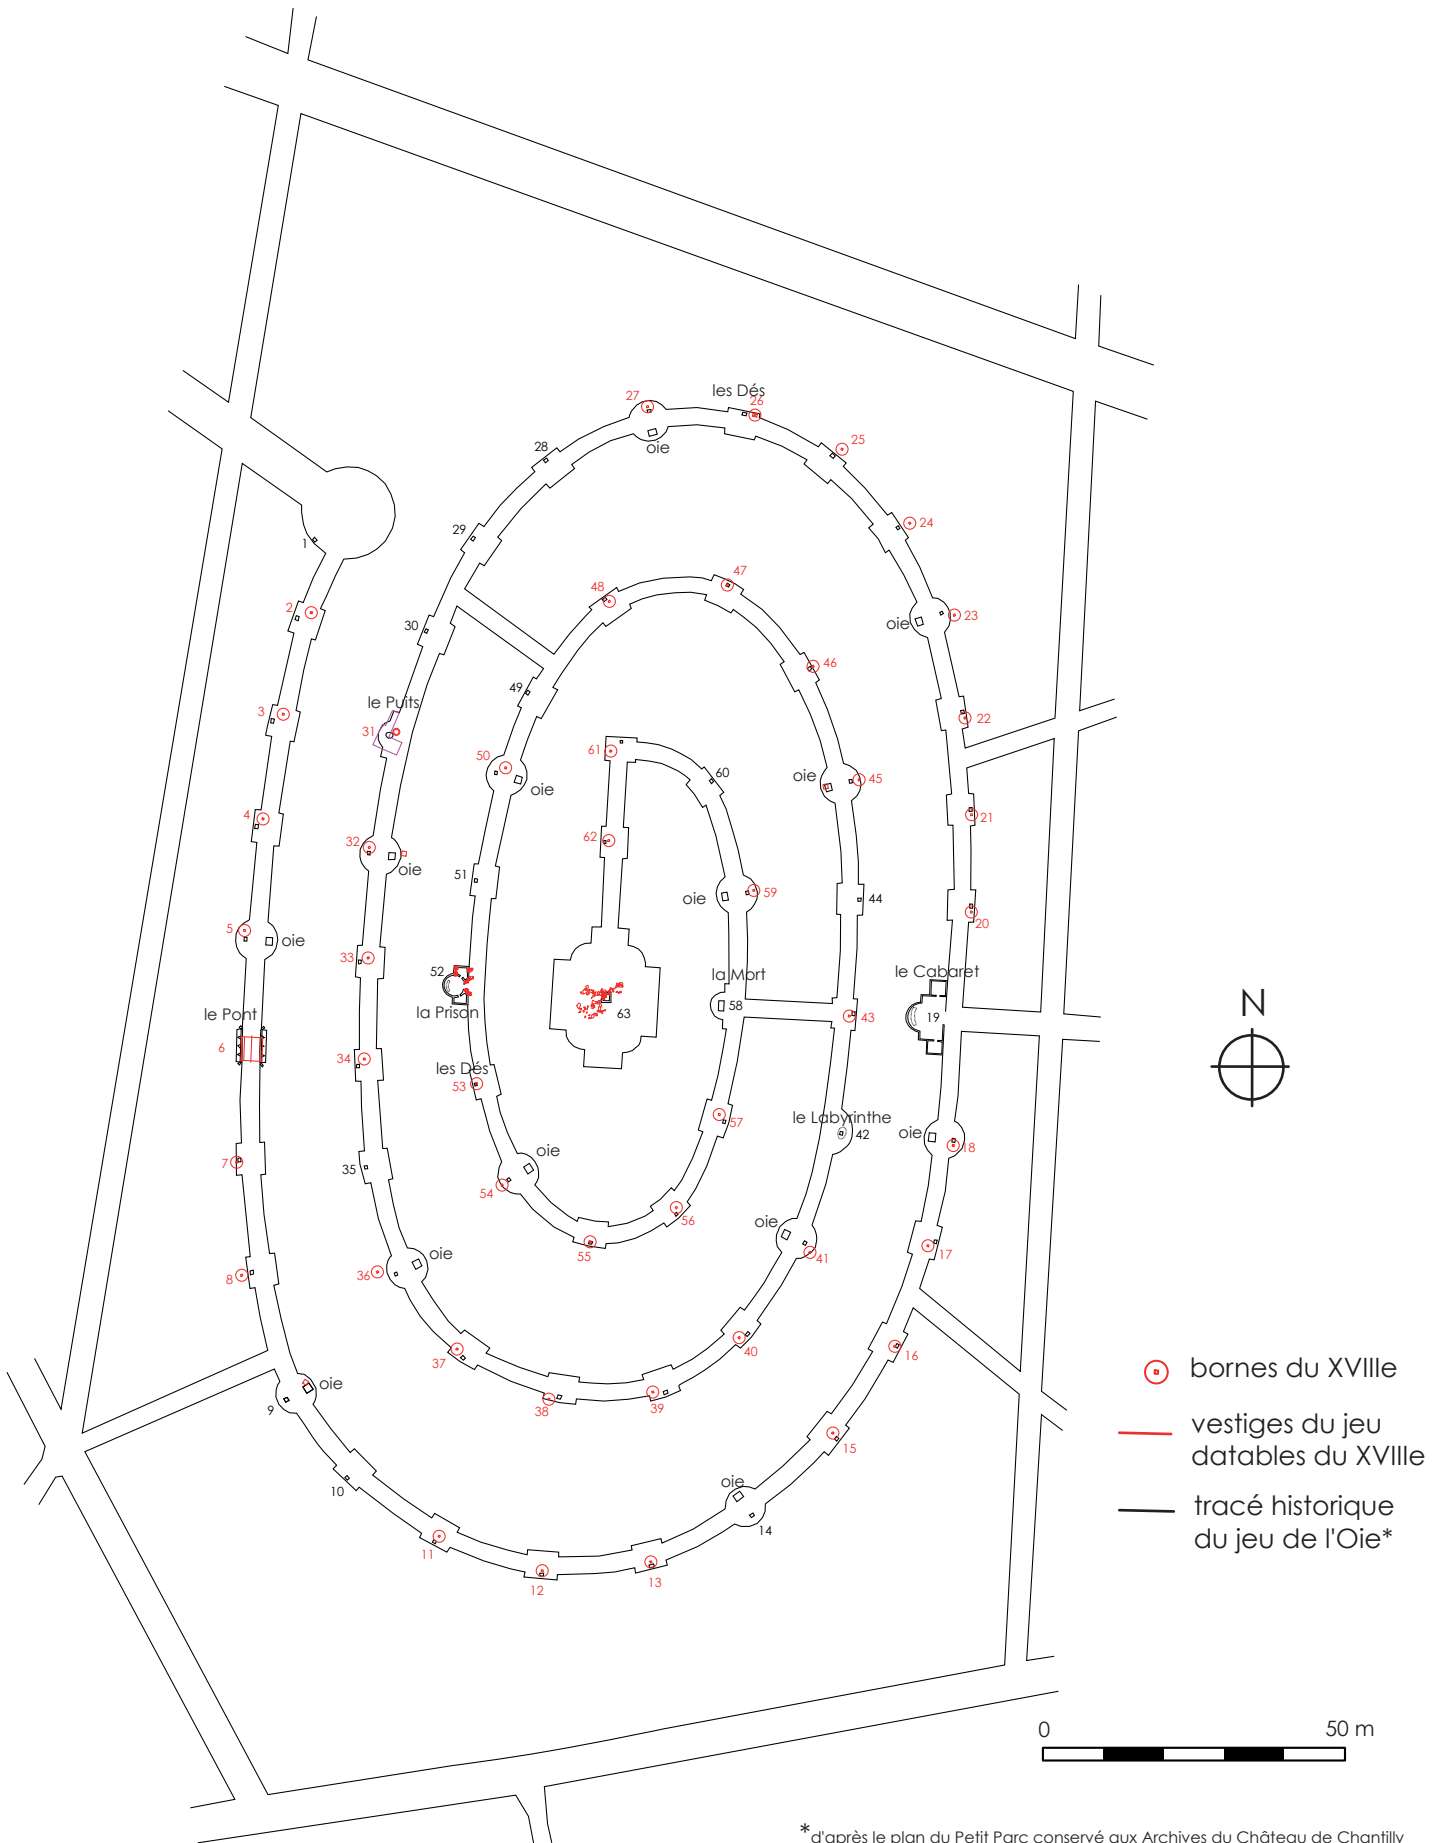 les Dés
27
26
25
28
oie
24
29
1
47
48
2
23
oie
30
46
49
le Puits
3
22
31
50
60
61
oie
45
oie
4
21
32
62
oie
51
59
oie
44
20
5
oie
33
la Mort
le Cabaret
52
58
la Prison
63
43
19
le Pont
6
34
les Dés
53
57
le Labyrinthe
42
oie
18
7
oie
35
54
56
oie
55
oie
41
17
36
8
40
16
37
oie
39
38
9
15
oie
10
14
11
13
12
N
bornes du XVIIIe
vestiges du jeu
datables du XVIIIe
tracé historique
du jeu de l'Oie*
0 50 m
*d'après le plan du Petit Parc conservé aux Archives du Château de Chantilly